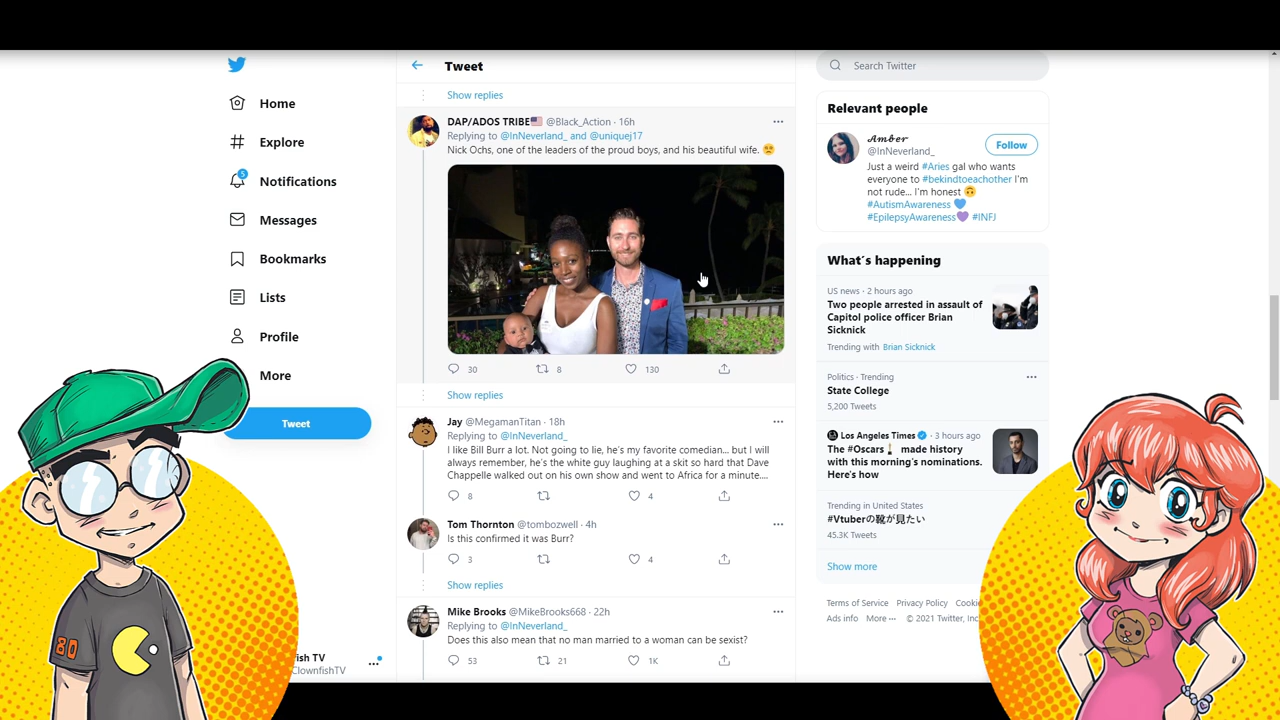 Home
Explore
5
Notifications
Messages
Bookmarks
Lists
Profile
More
Tweet
fish TV
ClownfishTV
80
Tweet
Show replies
DAP/ADOS TRIBE🇺🇸 @Black_Action · 16h
Replying to @InNeverland_ and @uniquej17
Nick Ochs, one of the leaders of the proud boys, and his beautiful wife. 😒
30 8 130
Show replies
Jay @MegamanTitan · 18h
Replying to @InNeverland_
I like Bill Burr a lot. Not going to lie, he's my favorite comedian... but I will
always remember, he's the white guy laughing at a skit so hard that Dave
Chappelle walked out on his own show and went to Africa for a minute....
8 4
Tom Thornton @tombozwell · 4h
Is this confirmed it was Burr?
3 4
Show replies
Mike Brooks @MikeBrooks668 · 22h
Replying to @InNeverland_
Does this also mean that no man married to a woman can be sexist?
53 21 1K
Search Twitter
Relevant people
𝓐𝓶𝓫𝓮𝓻
@InNeverland_
Follow
Just a weird #Aries gal who wants
everyone to #bekindtoeachother I'm
not rude... I'm honest 🙃
#AutismAwareness 💙
#EpilepsyAwareness💜 #INFJ
What's happening
US news · 2 hours ago
Two people arrested in assault of
Capitol police officer Brian
Sicknick
Trending with Brian Sicknick
Politics · Trending
State College
5,200 Tweets
Los Angeles Times · 3 hours ago
The #Oscars made history
with this morning's nominations.
Here's how
Trending in United States
#Vtuberの靴が見たい
45.3K Tweets
Show more
Terms of Service Privacy Policy
Ads info More ··· © 2021 Twitter, Inc